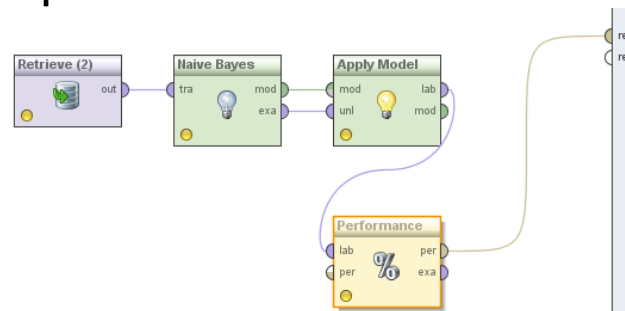 Retrieve (2)
out
Naive Bayes
tra
mod
exa
Apply Model
mod
lab
unl
mod
Performance
lab
per
per
%
exa
re
re